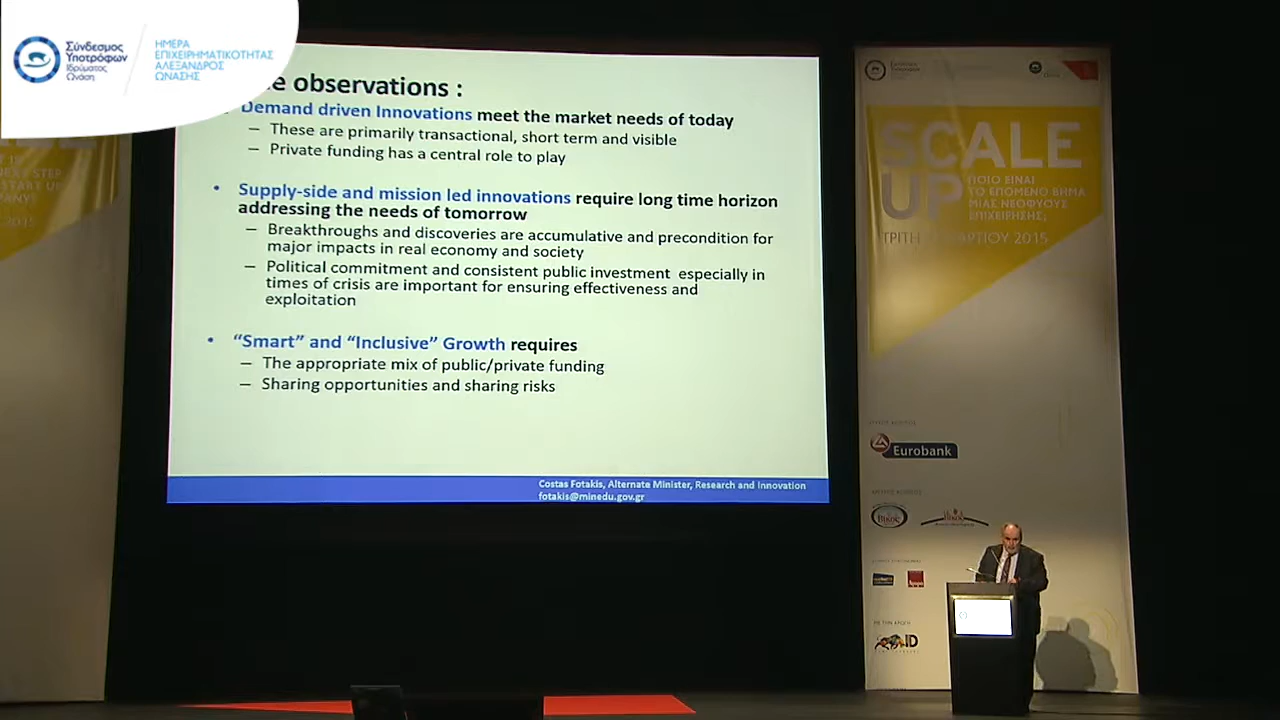 Σύνδεσμος
Υποτρόφων
Ιδρύματος
Ωνάση
ΗΜΕΡΑ
ΕΠΙΧΕΙΡΗΜΑΤΙΚΟΤΗΤΑΣ
ΑΛΕΞΑΝΔΡΟΣ
ΩΝΑΣΗΣ
observations :
Demand driven Innovations meet the market needs of today
– These are primarily transactional, short term and visible
– Private funding has a central role to play
• Supply-side and mission led innovations require long time horizon
addressing the needs of tomorrow
– Breakthroughs and discoveries are accumulative and precondition for
major impacts in real economy and society
– Political commitment and consistent public investment especially in
times of crisis are important for ensuring effectiveness and
exploitation
• “Smart” and “Inclusive” Growth requires
– The appropriate mix of public/private funding
– Sharing opportunities and sharing risks
Costas Fotakis, Alternate Minister, Research and Innovation
fotakis@minedu.gov.gr
SCALE
UP
ΠΟΙΟ ΕΙΝΑΙ
ΤΟ ΕΠΟΜΕΝΟ ΒΗΜΑ
ΜΙΑΣ ΝΕΟΦΥΟΥΣ
ΕΠΙΧΕΙΡΗΣΗΣ;
ΤΡΙΤΗ ΜΑΡΤΙΟΥ 2015
Eurobank
Βίκος